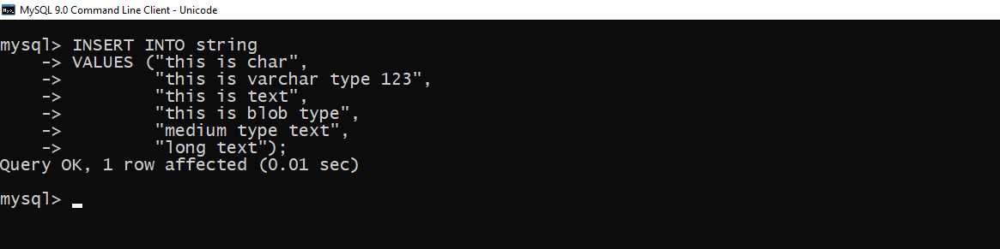 MySQL 9.0 Command Line Client - Unicode
mysql> INSERT INTO string
    -> VALUES ("this is char",
    ->         "this is varchar type 123",
    ->         "this is text",
    ->         "this is blob type",
    ->         "medium type text",
    ->         "long text");
Query OK, 1 row affected (0.01 sec)
mysql>